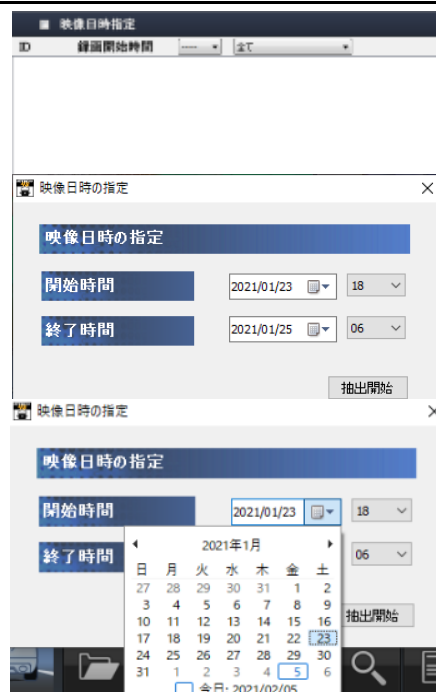 ■ 映像日時指定
ID 録画開始時間 ---- 全て
映像日時の指定
映像日時の指定
開始時間 2021/01/23 18
終了時間 2021/01/25 06
抽出開始
映像日時の指定
映像日時の指定
開始時間 2021/01/23 18
終了時間 06
2021年1月
日 月 火 水 木 金 土
27 28 29 30 31 1 2
3 4 5 6 7 8 9
10 11 12 13 14 15 16
抽出開始
17 18 19 20 21 22 23
24 25 26 27 28 29 30
31 1 2 3 4 5 6
今日: 2021/02/05